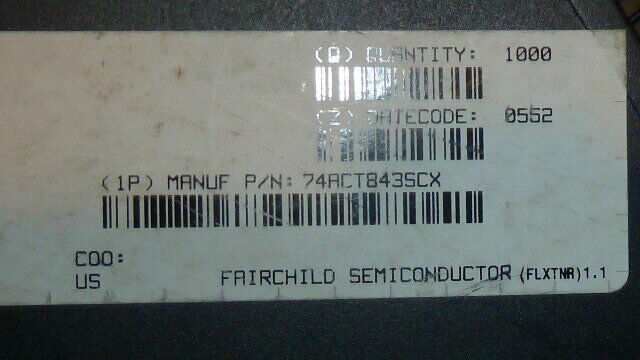 (Q) QUANTITY: 1000
(Z) DATECODE: 0552
(1P) MANUF P/N: 74ACT843SCX
COO:
US
FAIRCHILD SEMICONDUCTOR (FLXTNR)1.1